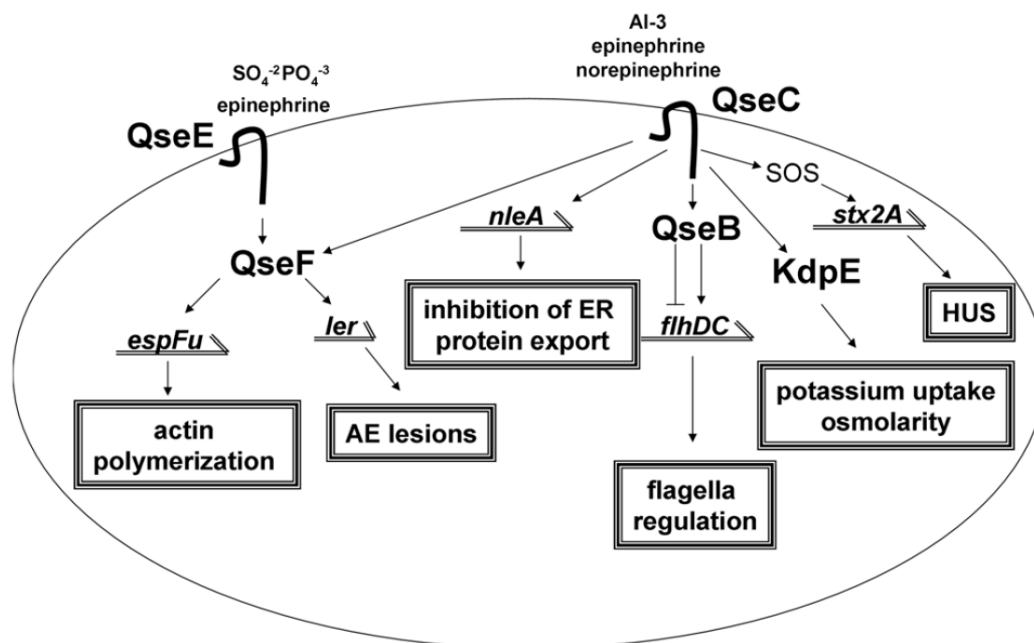 AI-3
epinephrine
norepinephrine
SO₄⁻²PO₄⁻³
epinephrine
QseE
QseC
SOS
nleA
stx2A
QseB
QseF
KdpE
inhibition of ER
protein export
HUS
espFu
ler
flhDC
potassium uptake
osmolarity
actin
polymerization
AE lesions
flagella
regulation